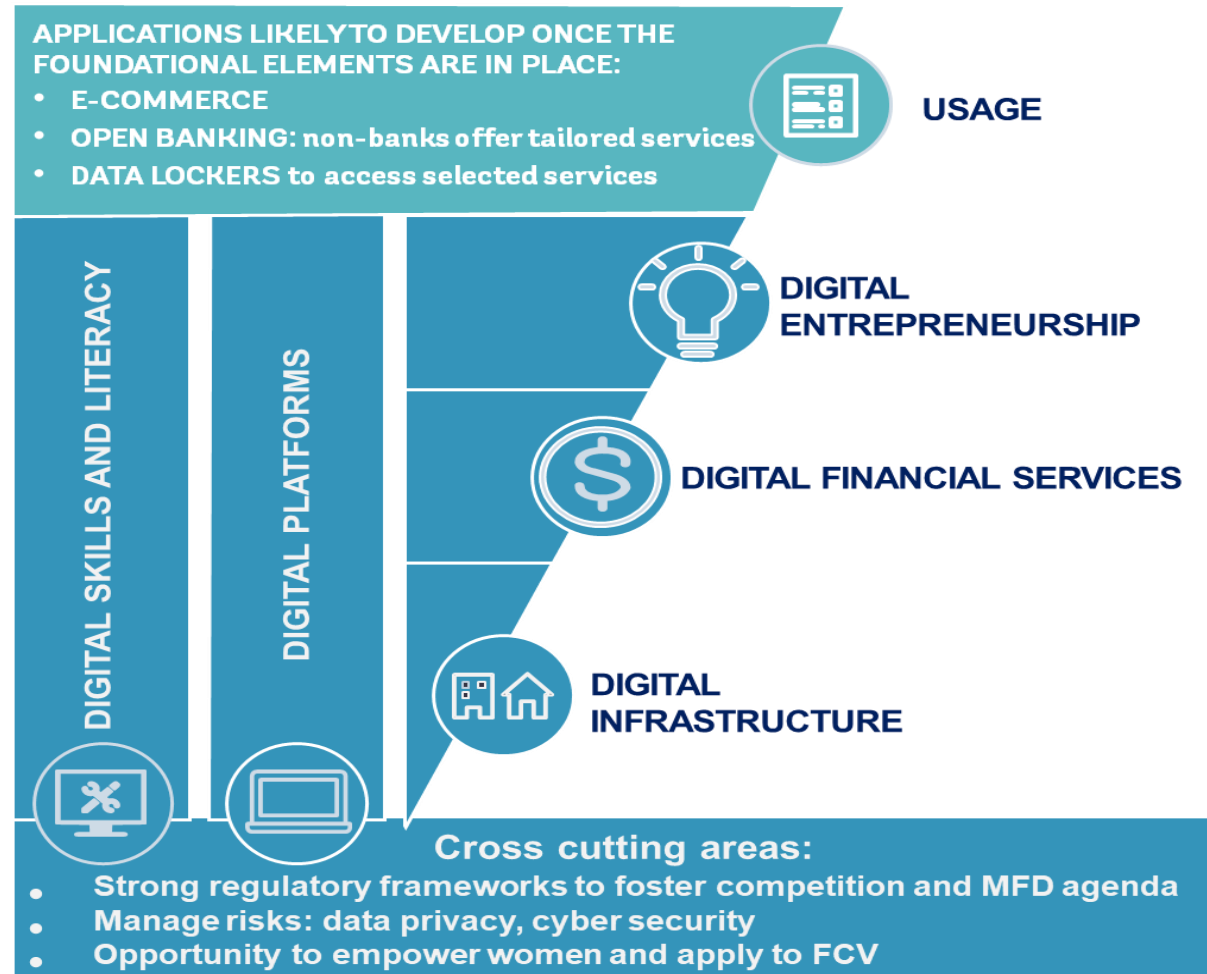 APPLICATIONS LIKELY TO DEVELOP ONCE THE
FOUNDATIONAL ELEMENTS ARE IN PLACE:
• E-COMMERCE
• OPEN BANKING: non-banks offer tailored services
• DATA LOCKERS to access selected services
USAGE
DIGITAL SKILLS AND LITERACY
DIGITAL PLATFORMS
DIGITAL
ENTREPRENEURSHIP
$
DIGITAL FINANCIAL SERVICES
DIGITAL
INFRASTRUCTURE
Cross cutting areas:
• Strong regulatory frameworks to foster competition and MFD agenda
• Manage risks: data privacy, cyber security
• Opportunity to empower women and apply to FCV